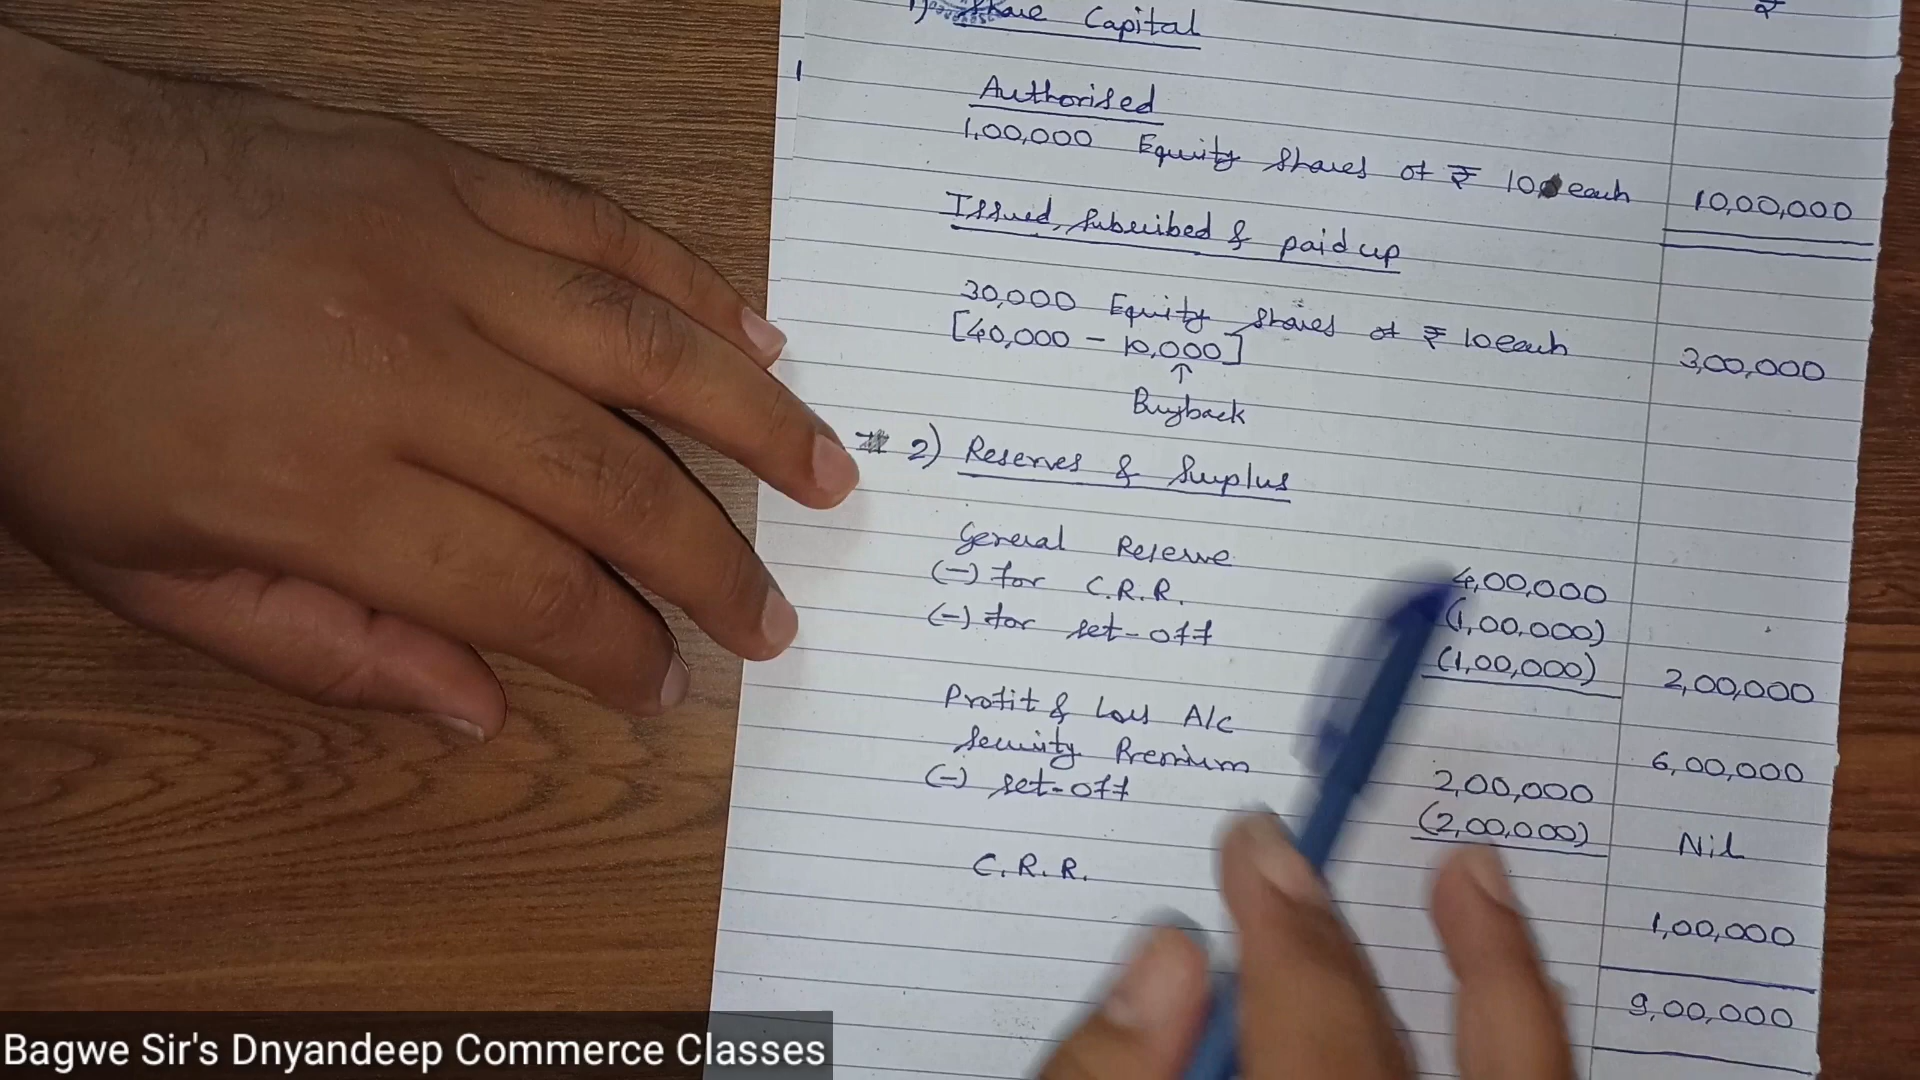 1) Share Capital ₹
Authorised
1,00,000 Equity Shares of ₹ 10 each 10,00,000
Issued, Subscribed & paid up
30,000 Equity Shares of ₹ 10 each 3,00,000
[40,000 - 10,000]
↑
Buyback
2) Reserves & Surplus
General Reserve 4,00,000
(-) for C.R.R. (1,00,000)
(-) for set-off (1,00,000) 2,00,000
Profit & Loss A/c 6,00,000
Security Premium 2,00,000
(-) set-off (2,00,000) Nil
C.R.R. 1,00,000
9,00,000
Bagwe Sir's Dnyandeep Commerce Classes